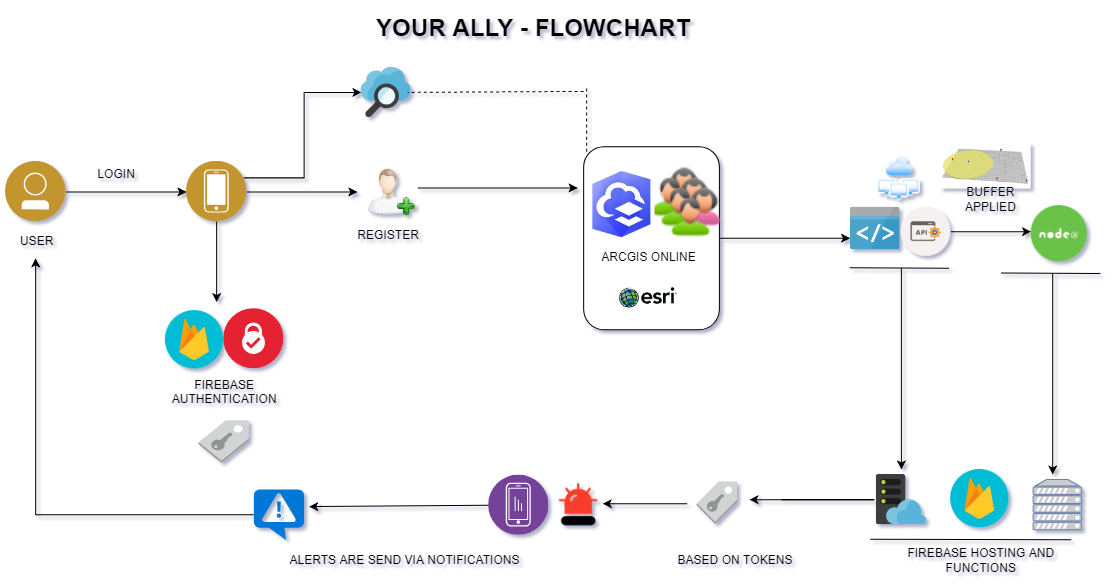 YOUR ALLY - FLOWCHART
LOGIN
USER
REGISTER
ARCGIS ONLINE
esri
</>
API
BUFFER
APPLIED
node
FIREBASE
AUTHENTICATION
ALERTS ARE SEND VIA NOTIFICATIONS
BASED ON TOKENS
FIREBASE HOSTING AND
FUNCTIONS